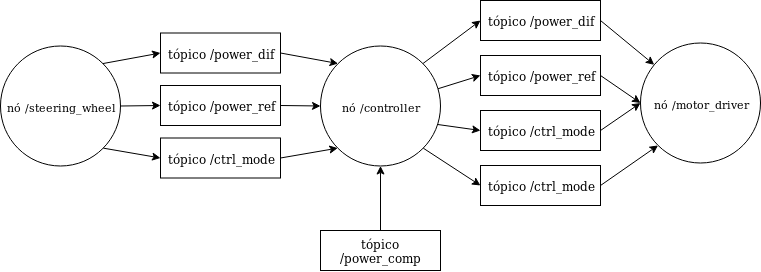 nó /steering_wheel
tópico /power_dif
tópico /power_ref
tópico /ctrl_mode
nó /controller
tópico
/power_comp
tópico /power_dif
tópico /power_ref
tópico /ctrl_mode
tópico /ctrl_mode
nó /motor_driver